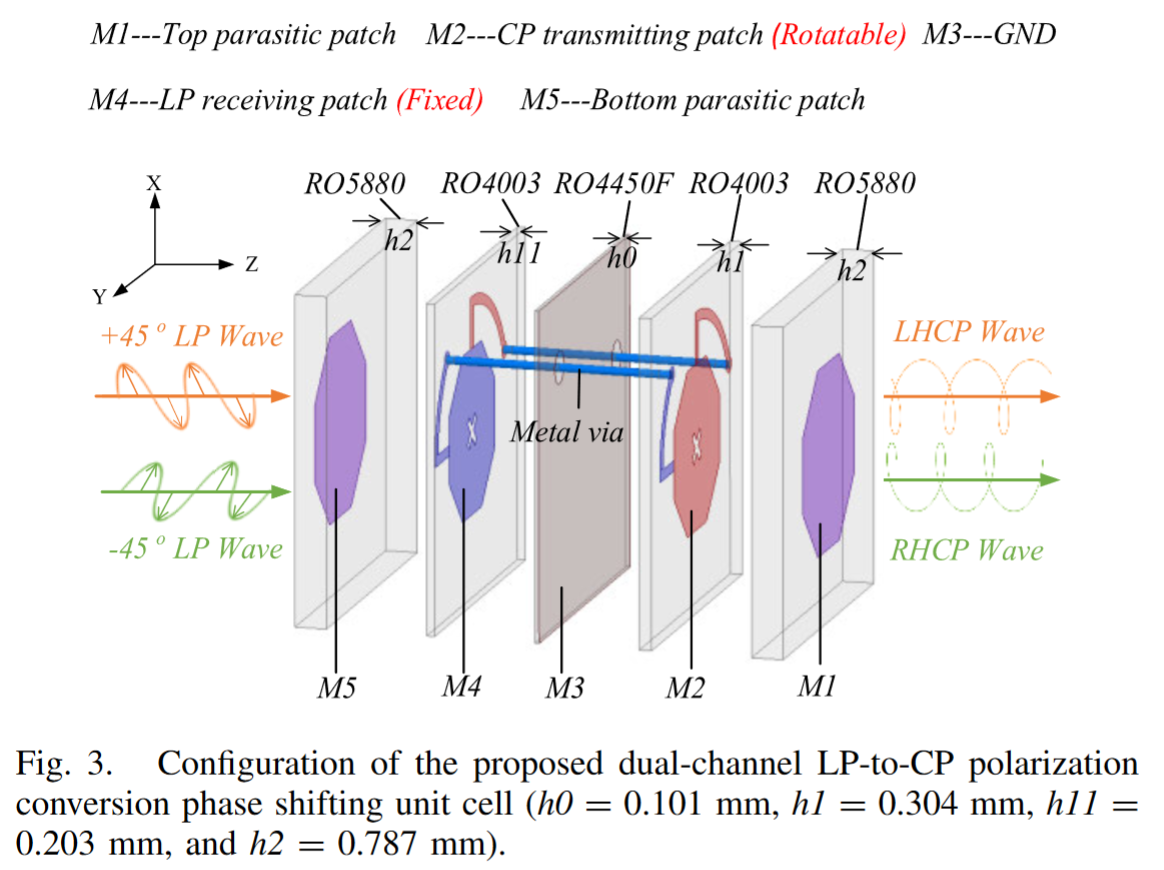 M1---Top parasitic patch M2---CP transmitting patch (Rotatable) M3---GND
M4---LP receiving patch (Fixed) M5---Bottom parasitic patch
X
Z
Y
RO5880 RO4003 RO4450F RO4003 RO5880
h2 h11 h0 h1 h2
+45 o LP Wave
LHCP Wave
Metal via
-45 o LP Wave
RHCP Wave
M5 M4 M3 M2 M1
Fig. 3. Configuration of the proposed dual-channel LP-to-CP polarization
conversion phase shifting unit cell (h0 = 0.101 mm, h1 = 0.304 mm, h11 =
0.203 mm, and h2 = 0.787 mm).